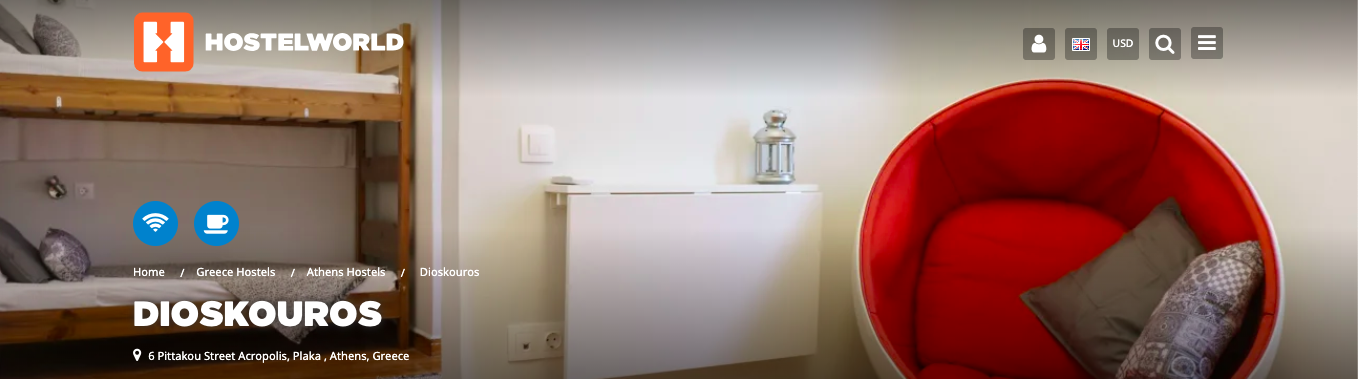 HOSTELWORLD
USD
Home / Greece Hostels / Athens Hostels / Dioskouros
DIOSKOUROS
6 Pittakou Street Acropolis, Plaka , Athens, Greece